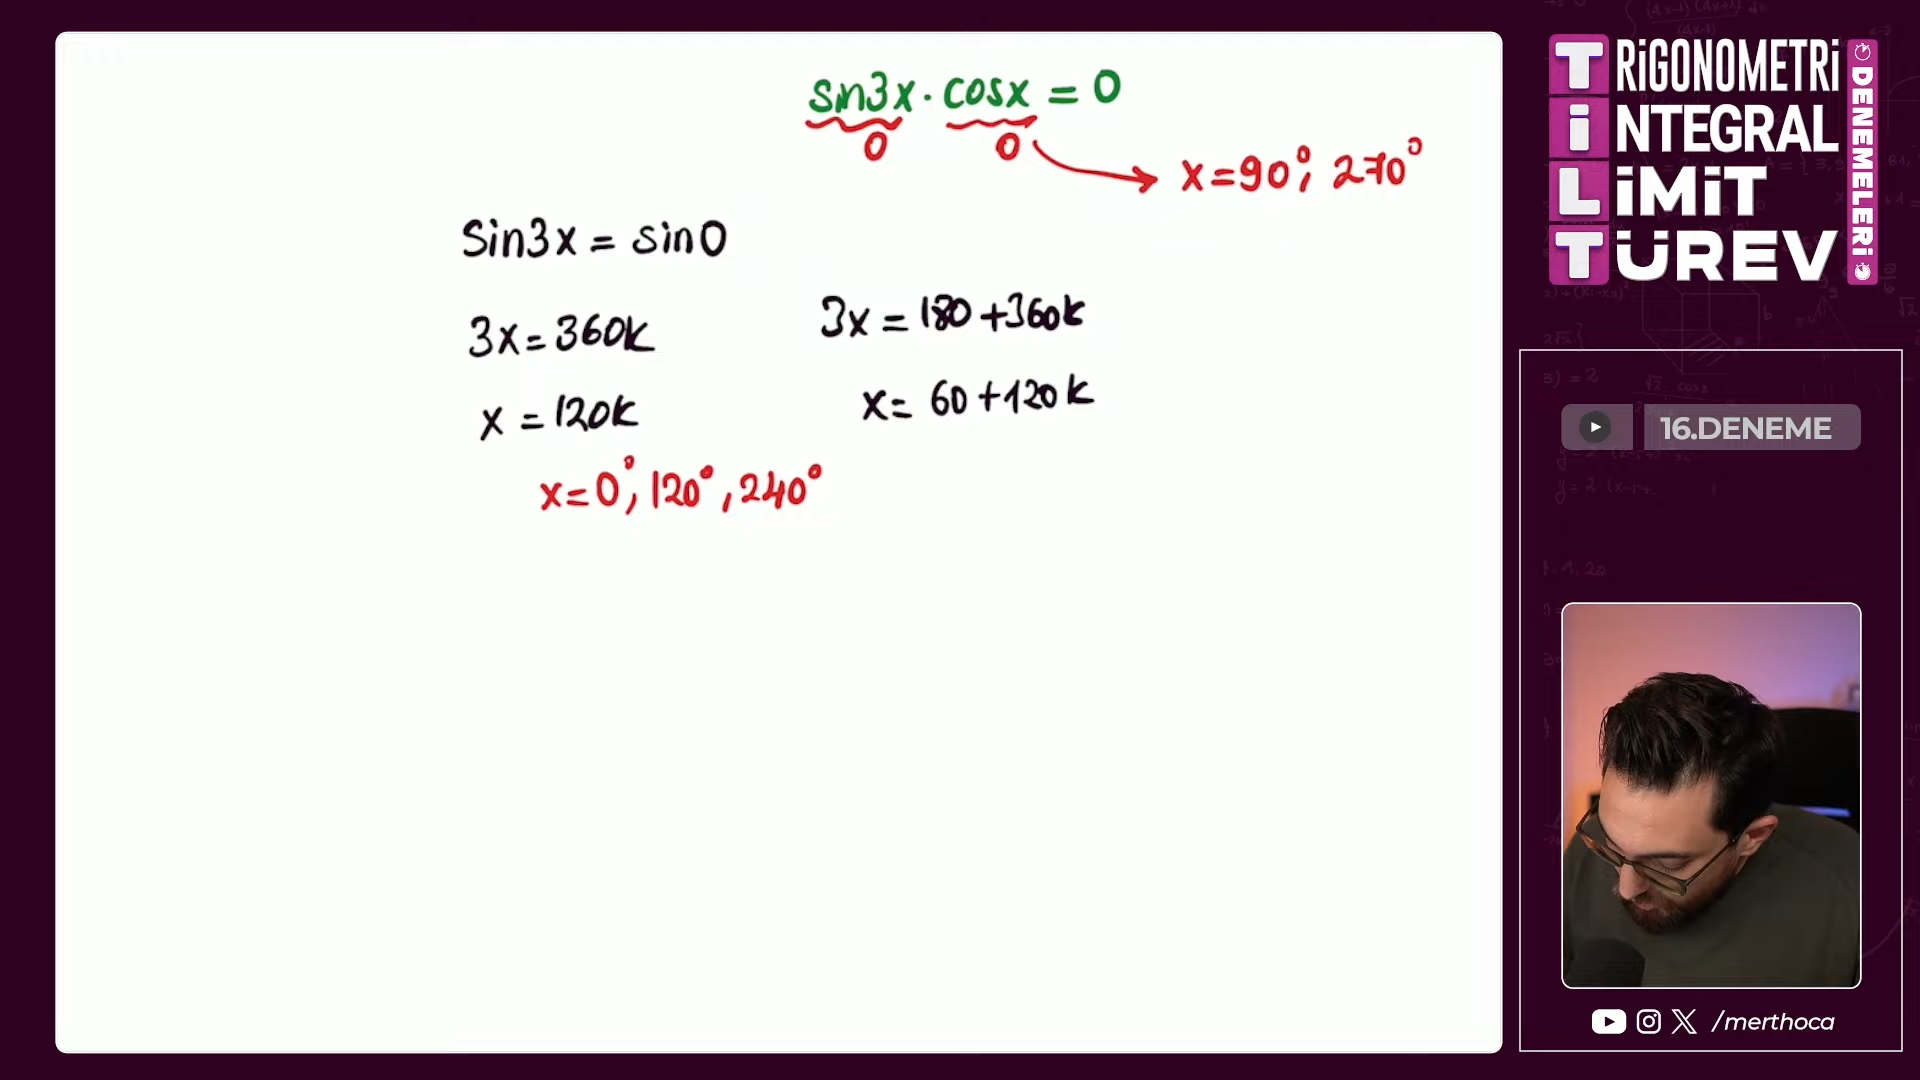 sin3x · cosx = 0
0 0
x=90°, 270°
Sin3x = sin0
3x=360k
3x = 180+360k
x = 120k
x= 60+120k
x=0°, 120°, 240°
TRiGONOMETRi
iNTEGRAL
LiMiT
TÜREV
DENEMELERi
16.DENEME
/merthoca